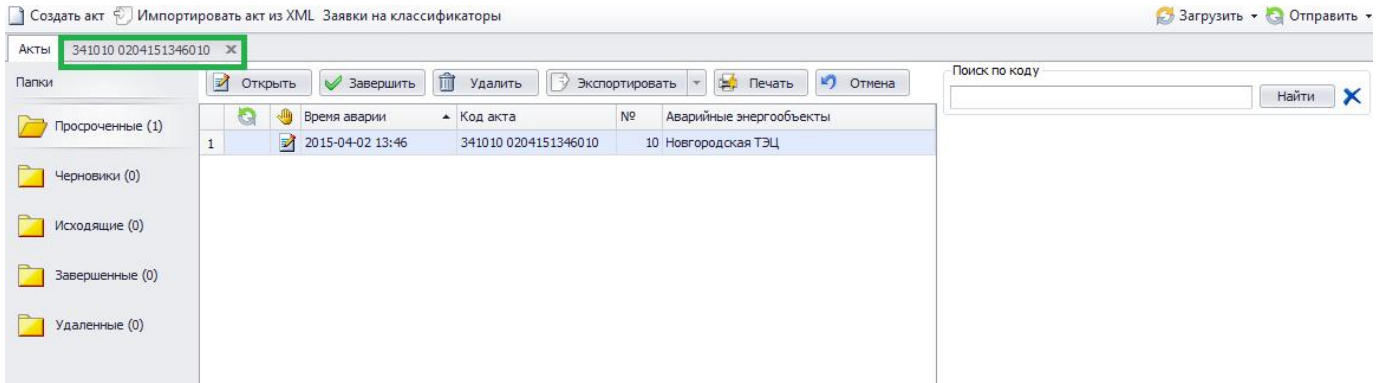 Создать акт Импортировать акт из XML Заявки на классификаторы Загрузить Отправить
Акты 341010 0204151346010
Папки
Открыть Завершить Удалить Экспортировать Печать Отмена
Поиск по коду
Найти
Просроченные (1)
Время аварии Код акта № Аварийные энергообъекты
1 2015-04-02 13:46 341010 0204151346010 10 Новгородская ТЭЦ
Черновики (0)
Исходящие (0)
Завершенные (0)
Удаленные (0)